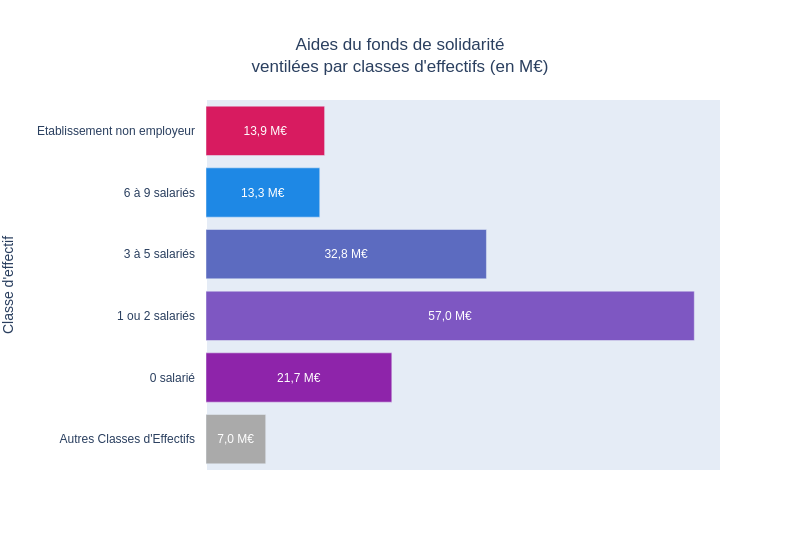 Aides du fonds de solidarité
ventilées par classes d'effectifs (en M€)
Classe d'effectif
Etablissement non employeur
13,9 M€
6 à 9 salariés
13,3 M€
3 à 5 salariés
32,8 M€
1 ou 2 salariés
57,0 M€
0 salarié
21,7 M€
Autres Classes d'Effectifs
7,0 M€